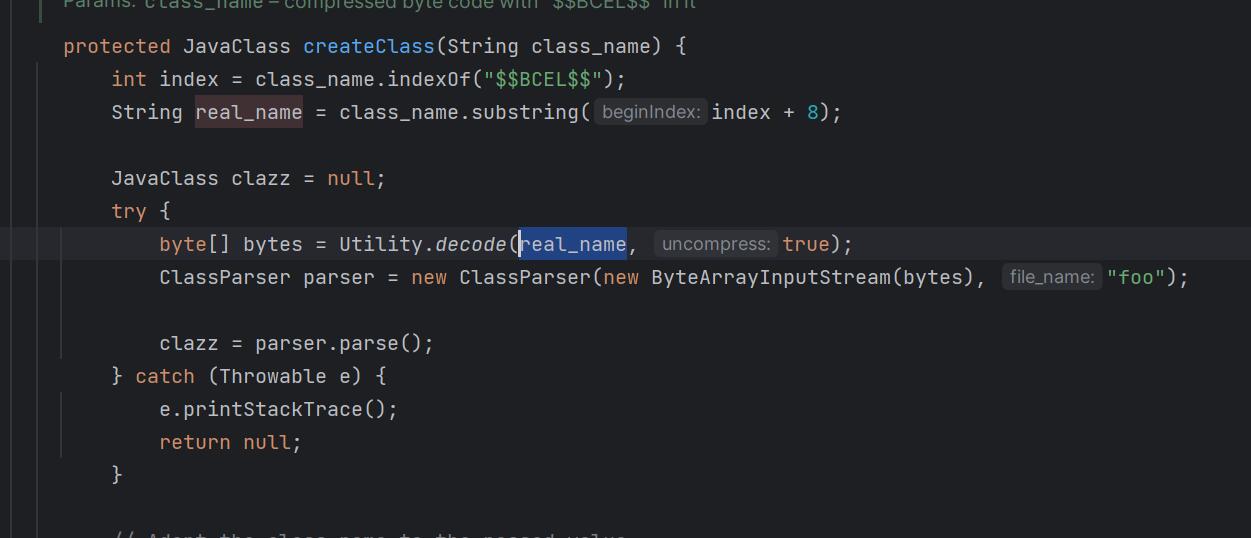 Params: class_name – compressed byte code with "$$BCEL$$" in it
protected JavaClass createClass(String class_name) {
int index = class_name.indexOf("$$BCEL$$");
String real_name = class_name.substring( beginIndex: index + 8);
JavaClass clazz = null;
try {
byte[] bytes = Utility.decode(real_name, uncompress: true);
ClassParser parser = new ClassParser(new ByteArrayInputStream(bytes), file_name: "foo");
clazz = parser.parse();
} catch (Throwable e) {
e.printStackTrace();
return null;
}
// Adapt the class name to the passed value